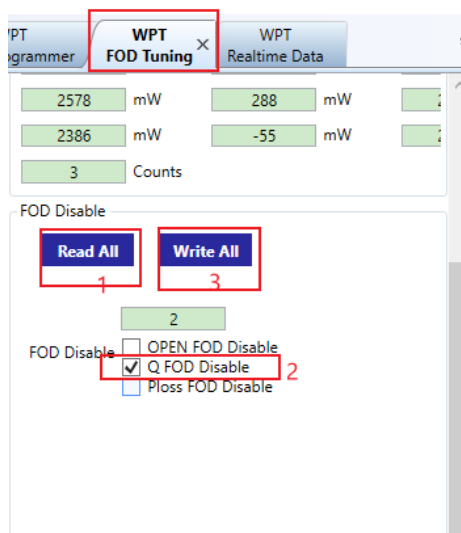 WPT
WPT
WPT
ogrammer
FOD Tuning
Realtime Data
2578 mW 288 mW
2386 mW -55 mW
3 Counts
FOD Disable
Read All
Write All
1
3
2
FOD Disable
OPEN FOD Disable
Q FOD Disable
2
Ploss FOD Disable